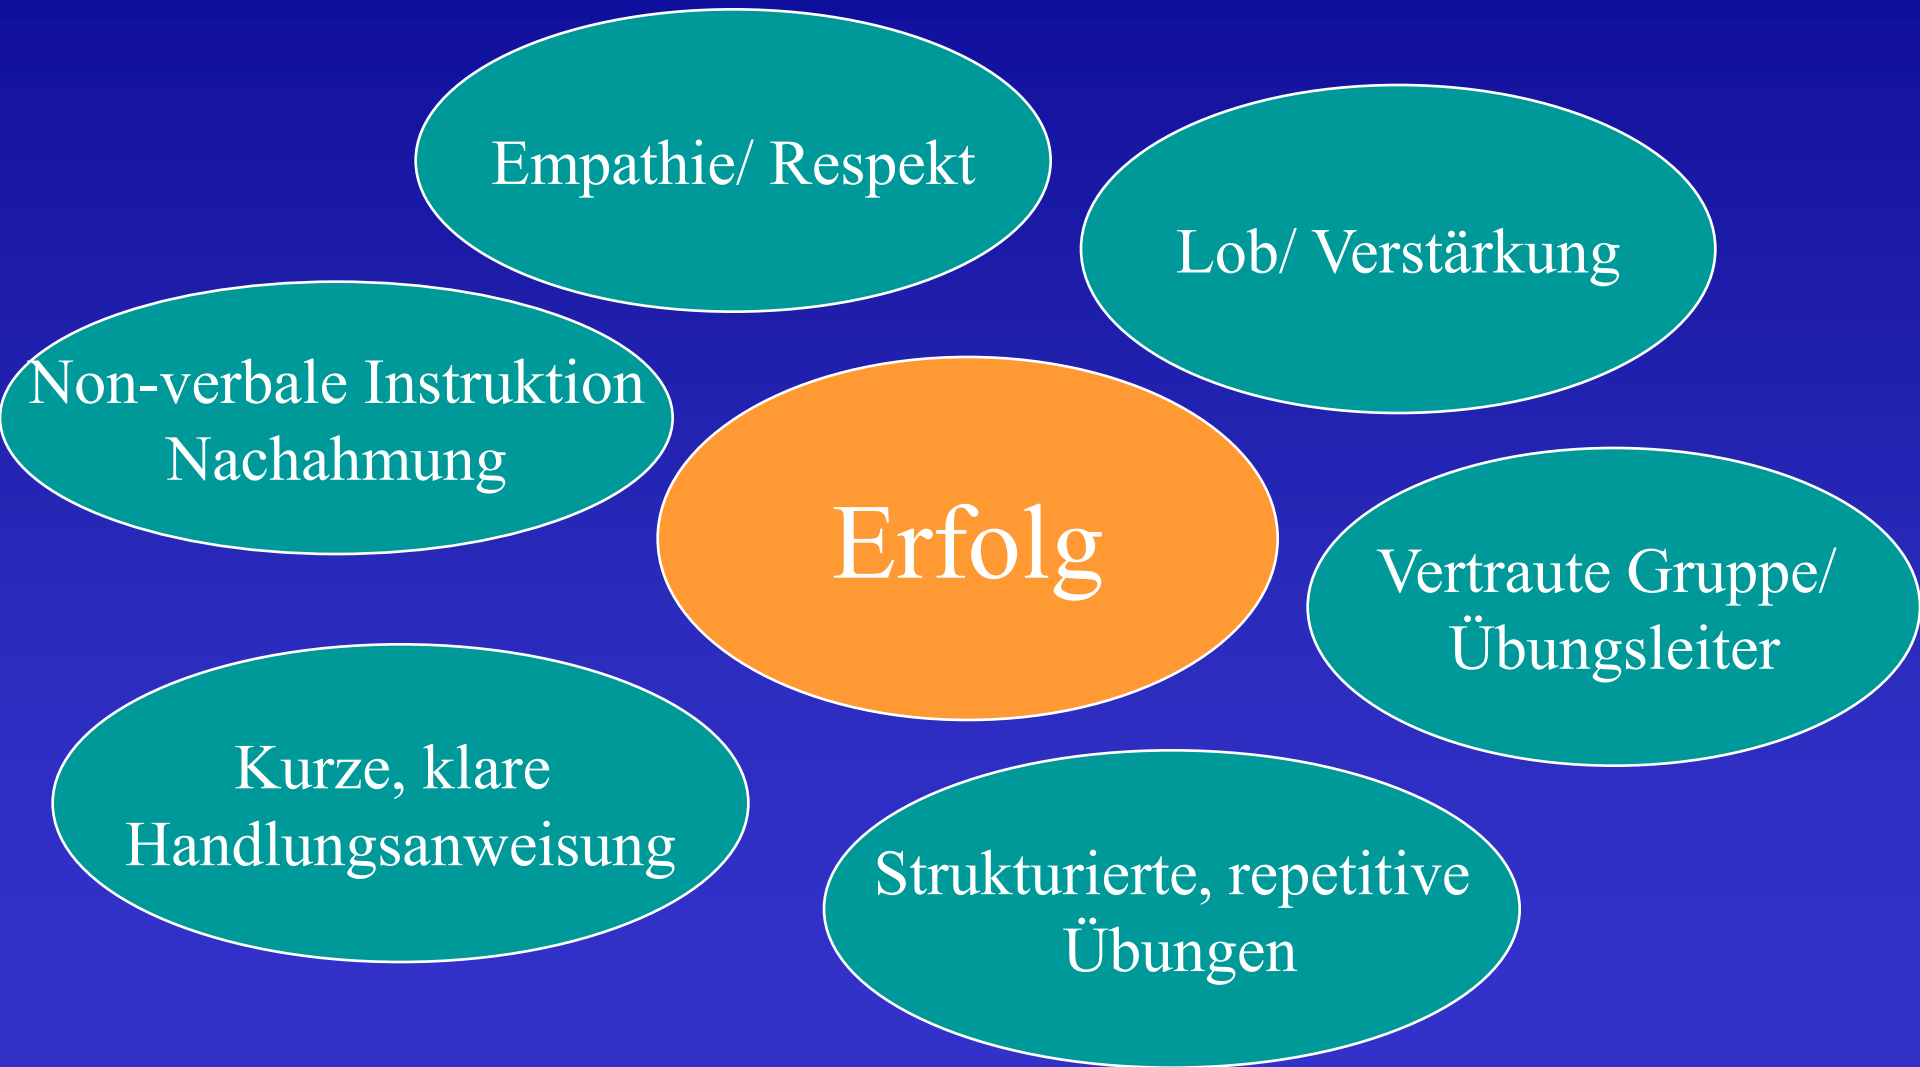 Empathie/ Respekt
Lob/ Verstärkung
Non-verbale Instruktion
Nachahmung
Erfolg
Vertraute Gruppe/
Übungsleiter
Kurze, klare
Handlungsanweisung
Strukturierte, repetitive
Übungen